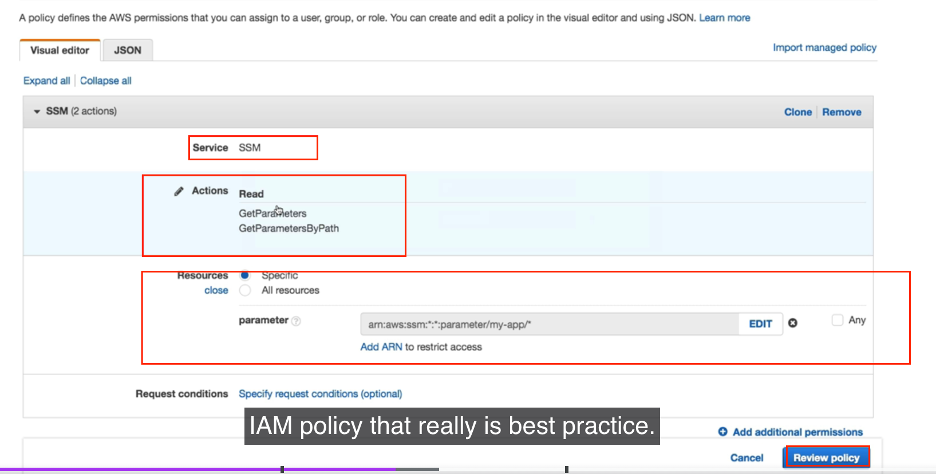 A policy defines the AWS permissions that you can assign to a user, group, or role. You can create and edit a policy in the visual editor and using JSON. Learn more
Visual editor JSON Import managed policy
Expand all Collapse all
SSM (2 actions) Clone Remove
Service SSM
Actions Read
GetParameters
GetParametersByPath
Resources Specific
close All resources
parameter ? arn:aws:ssm:*:*:parameter/my-app/* EDIT Any
Add ARN to restrict access
Request conditions Specify request conditions (optional)
IAM policy that really is best practice.
Add additional permissions
Cancel Review policy